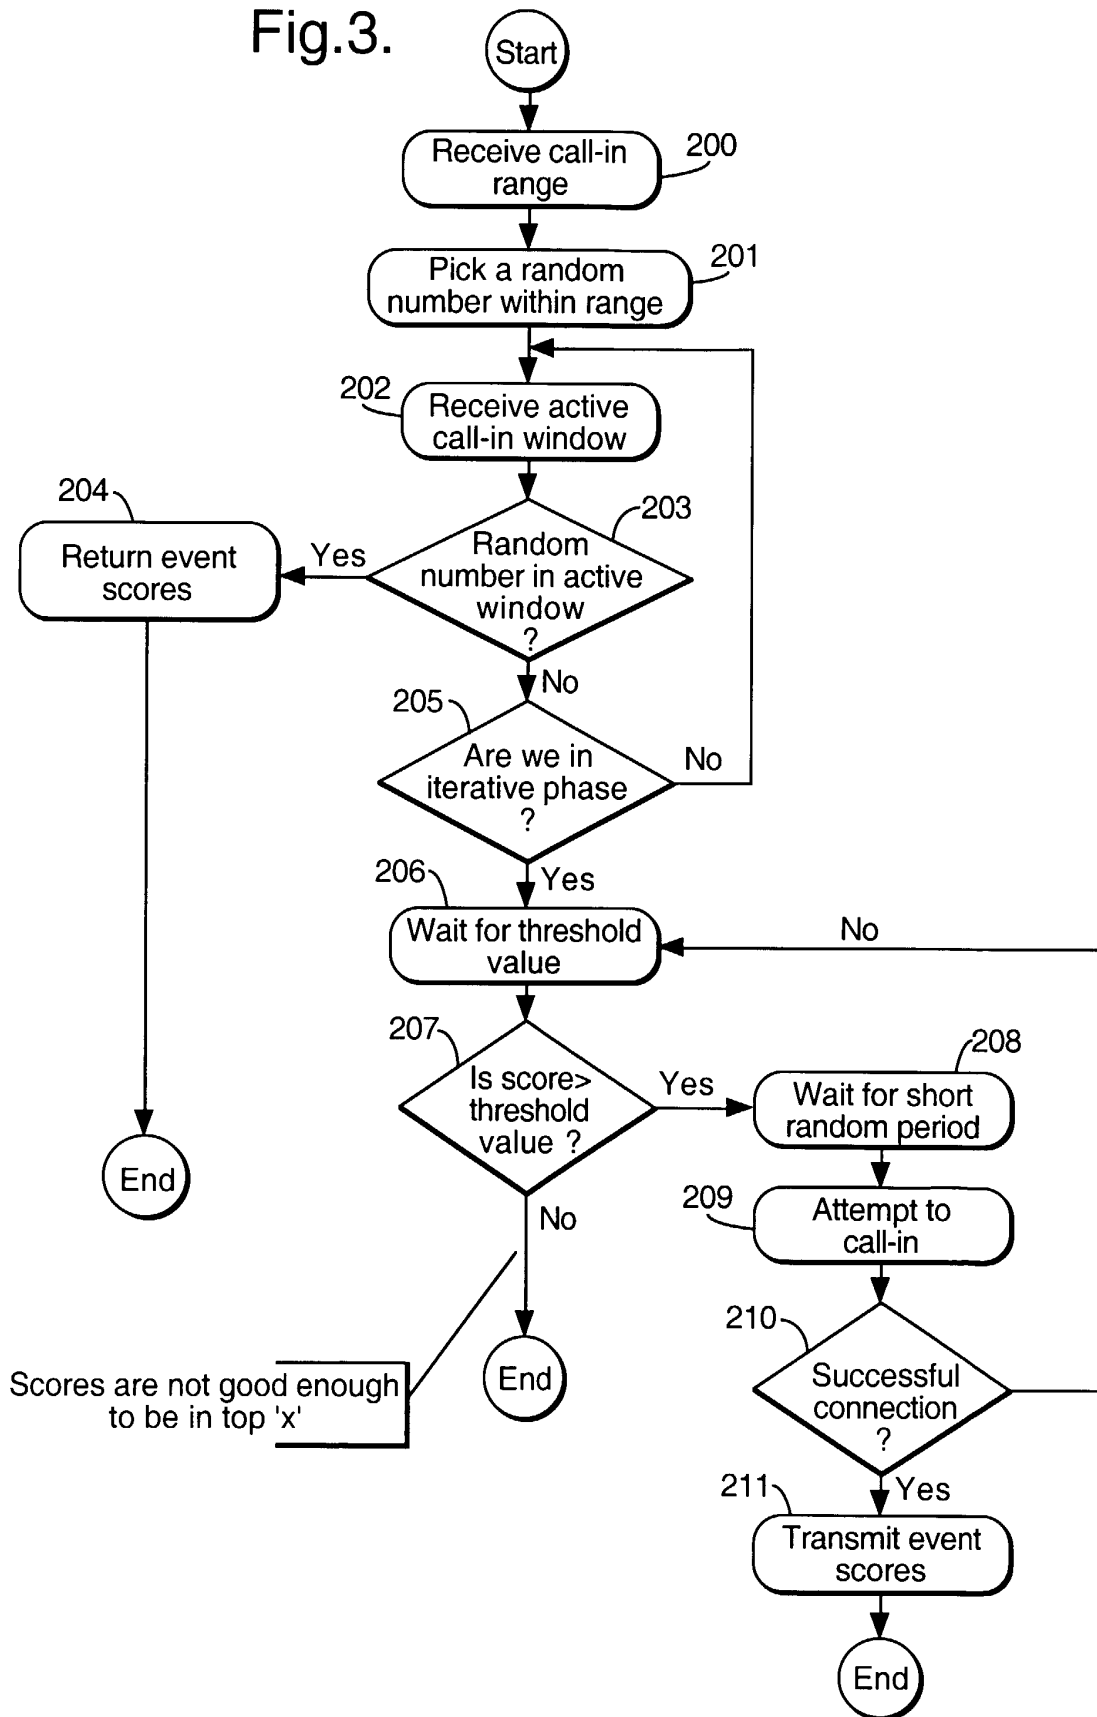 Fig.3.
Start
Receive call-in
range
200
Pick a random
number within range
201
202
Receive active
call-in window
204
Return event
scores
Yes
203
Random
number in active
window
?
No
205
Are we in
iterative phase
?
No
Yes
206
Wait for threshold
value
No
207
Is score>
threshold
value ?
Yes
208
Wait for short
random period
End
No
209
Attempt to
call-in
210
Successful
connection
?
Scores are not good enough
to be in top 'x'
End
Yes
211
Transmit event
scores
End